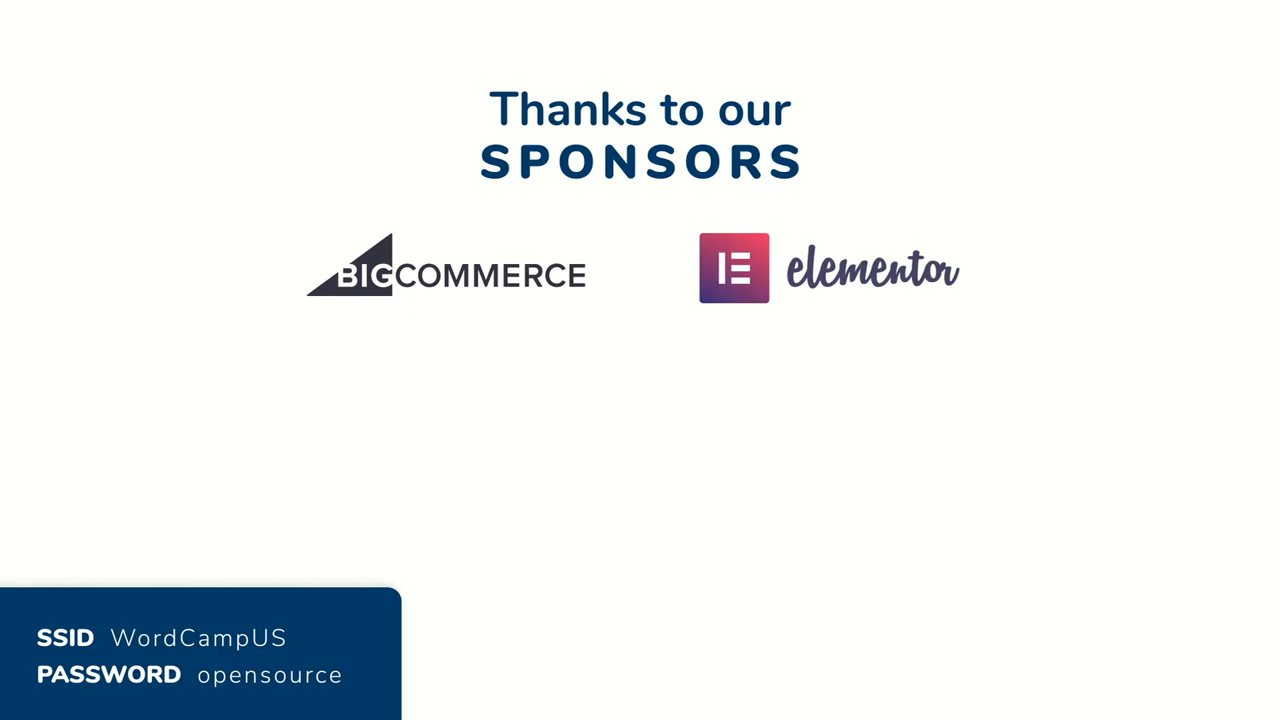 Thanks to our
SPONSORS
BIGCOMMERCE
elementor
SSID WordCampUS
PASSWORD opensource